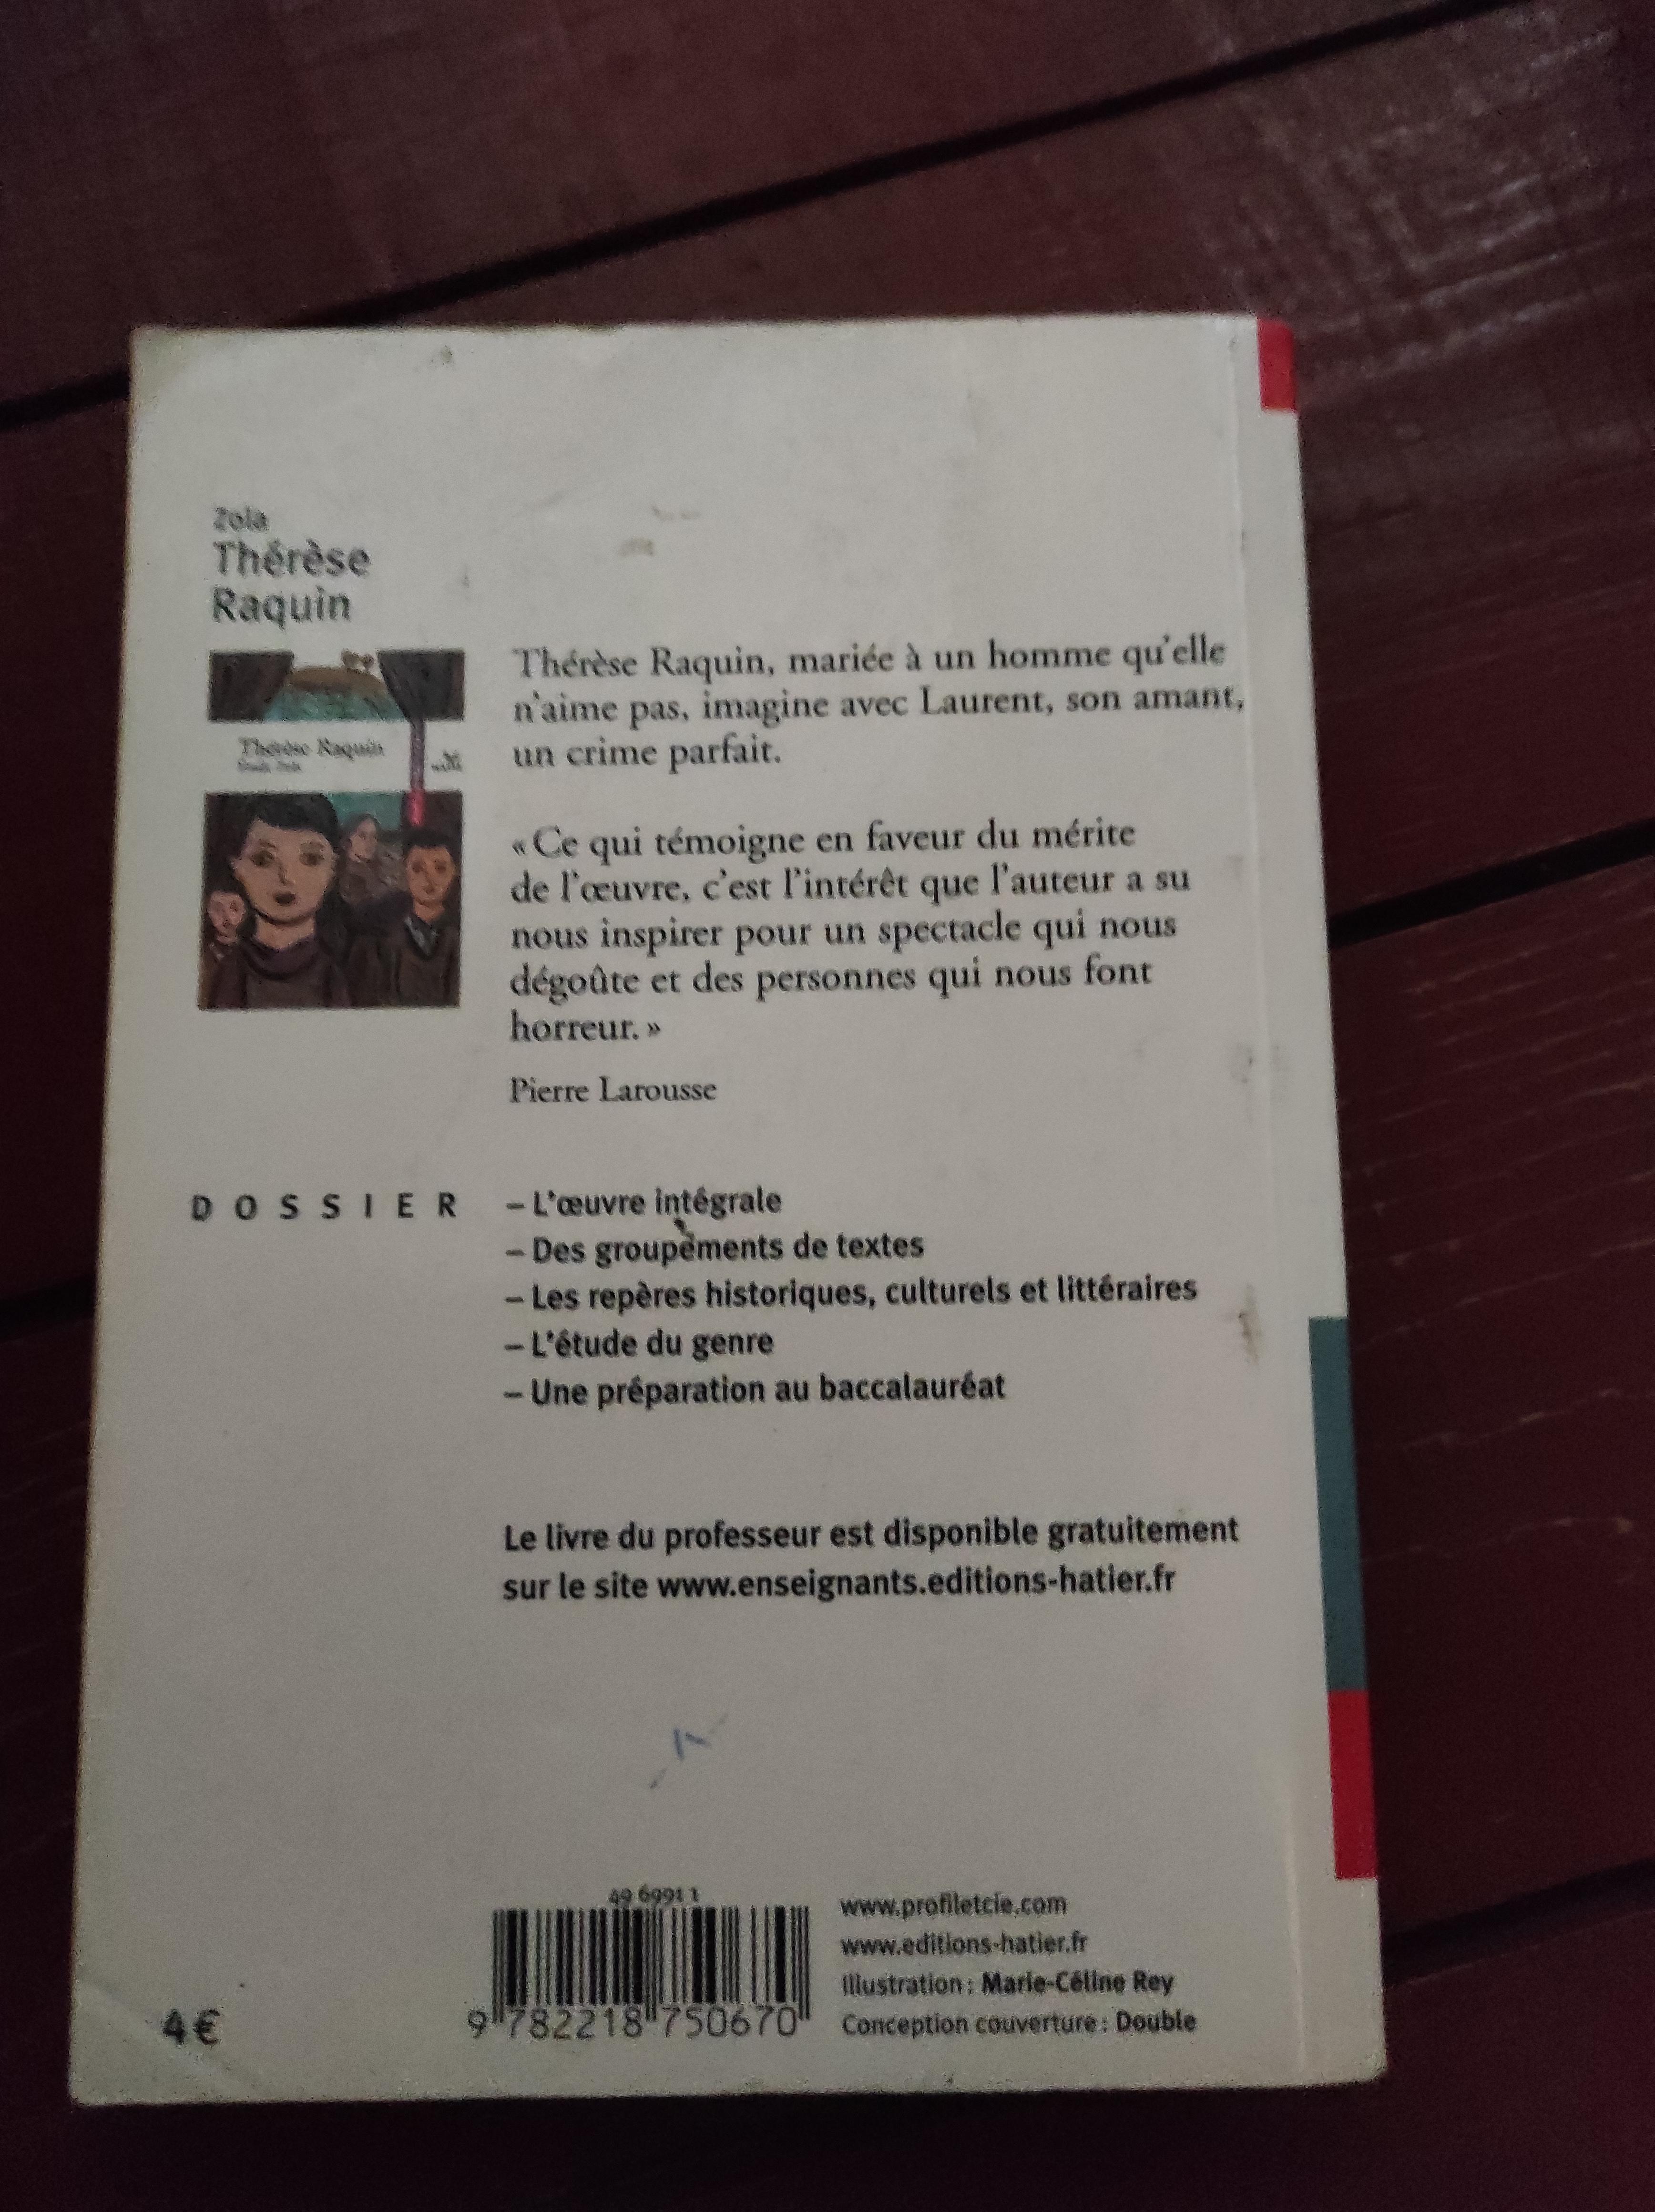 Zola
Thérèse
Raquin
Thérèse Raquin
Thérèse Raquin, mariée à un homme qu'elle
n'aime pas, imagine avec Laurent, son amant,
un crime parfait.
« Ce qui témoigne en faveur du mérite
de l'œuvre, c'est l'intérêt que l'auteur a su
nous inspirer pour un spectacle qui nous
dégoûte et des personnes qui nous font
horreur. »
Pierre Larousse
DOSSIER
– L'œuvre intégrale
– Des groupements de textes
– Les repères historiques, culturels et littéraires
– L'étude du genre
– Une préparation au baccalauréat
Le livre du professeur est disponible gratuitement
sur le site www.enseignants.editions-hatier.fr
4 €
49 6991 1
9 782218 750670
www.profiletcie.com
www.editions-hatier.fr
Illustration : Marie-Céline Rey
Conception couverture : Double